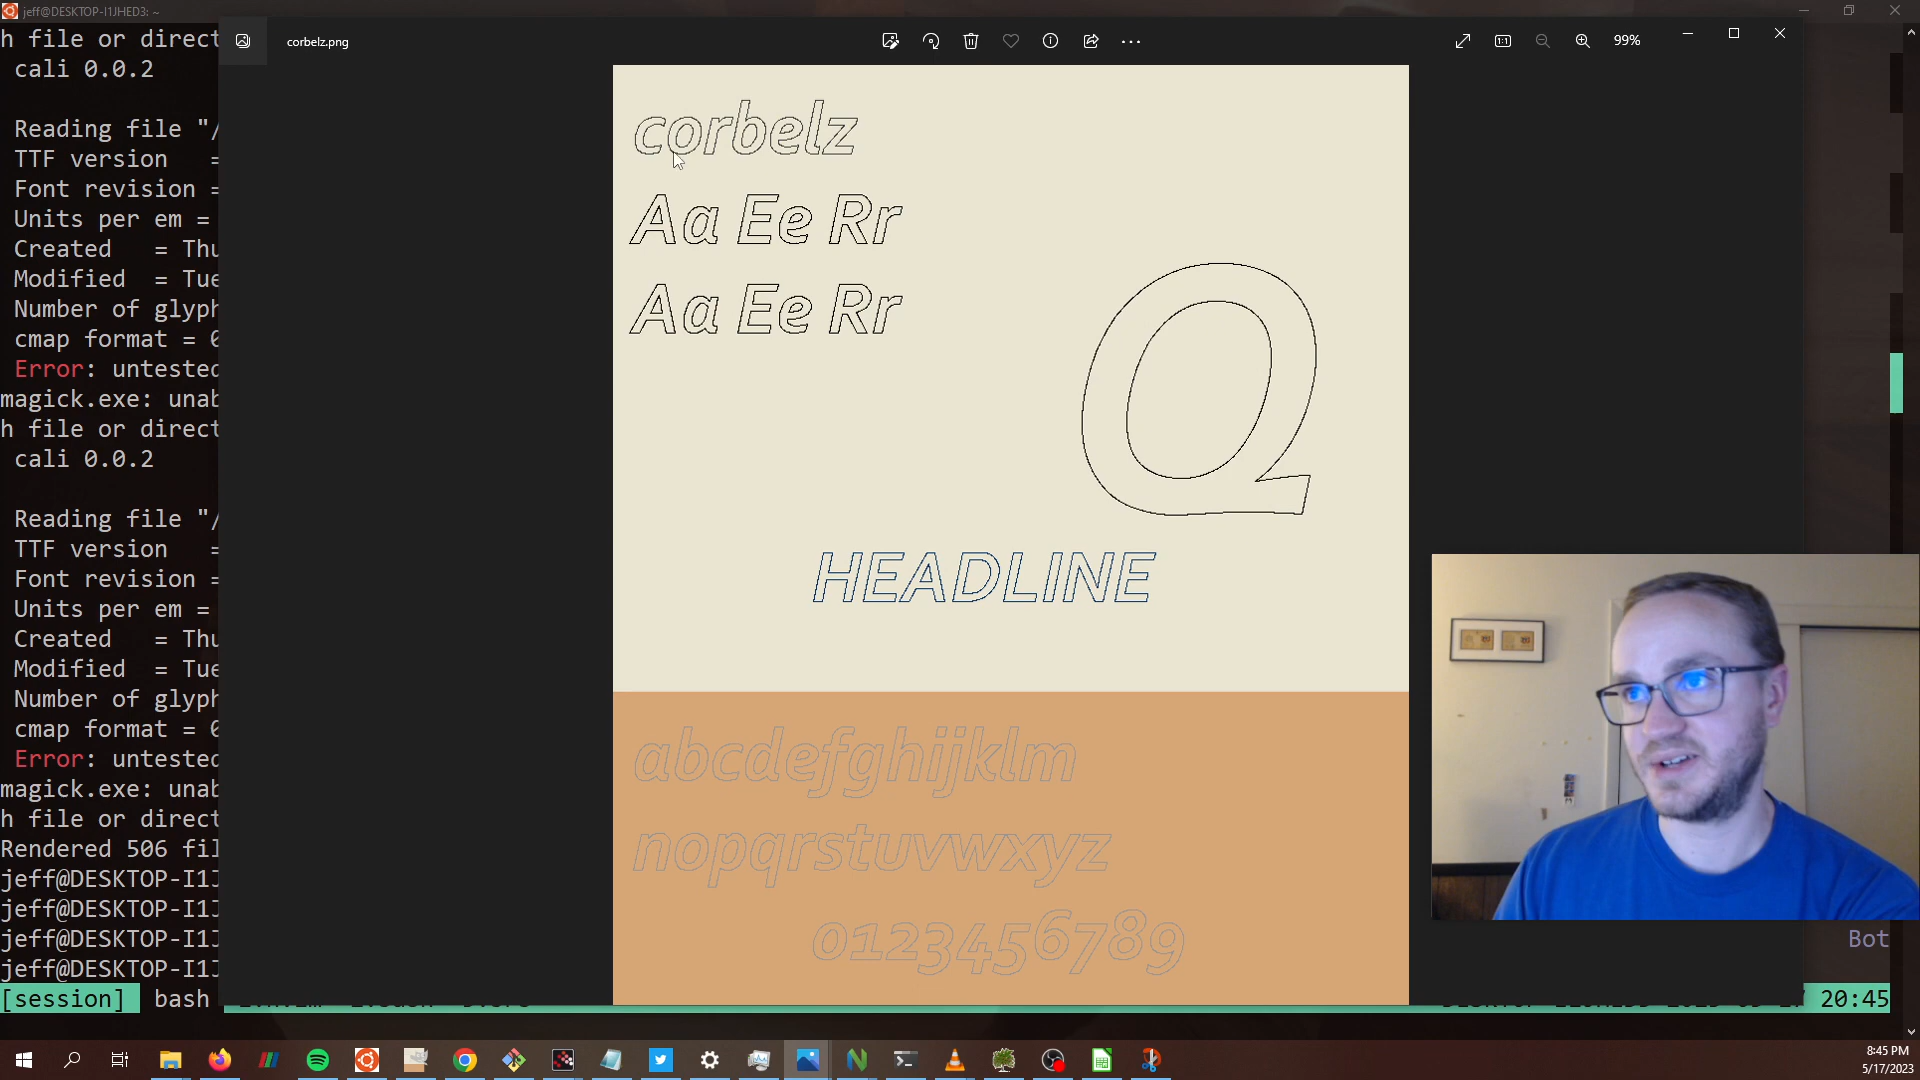 jeff@DESKTOP-I1JHED3: ~
h file or direct
cali 0.0.2
Reading file "/
TTF version =
Font revision =
Units per em =
Created = Thu
Modified = Tue
Number of glyph
cmap format = 0
Error: untested
magick.exe: unab
h file or direct
cali 0.0.2
Reading file "/
TTF version =
Font revision =
Units per em =
Created = Thu
Modified = Tue
Number of glyph
cmap format = 0
Error: untested
magick.exe: unab
h file or direct
Rendered 506 fil
jeff@DESKTOP-I1J
jeff@DESKTOP-I1J
jeff@DESKTOP-I1J
jeff@DESKTOP-I1J
[session] bash
corbelz.png
99%
corbelz
Aa Ee Rr
Aa Ee Rr
Q
HEADLINE
abcdefghijklm
nopqrstuvwxyz
0123456789
Bot
20:45
8:45 PM
5/17/2023